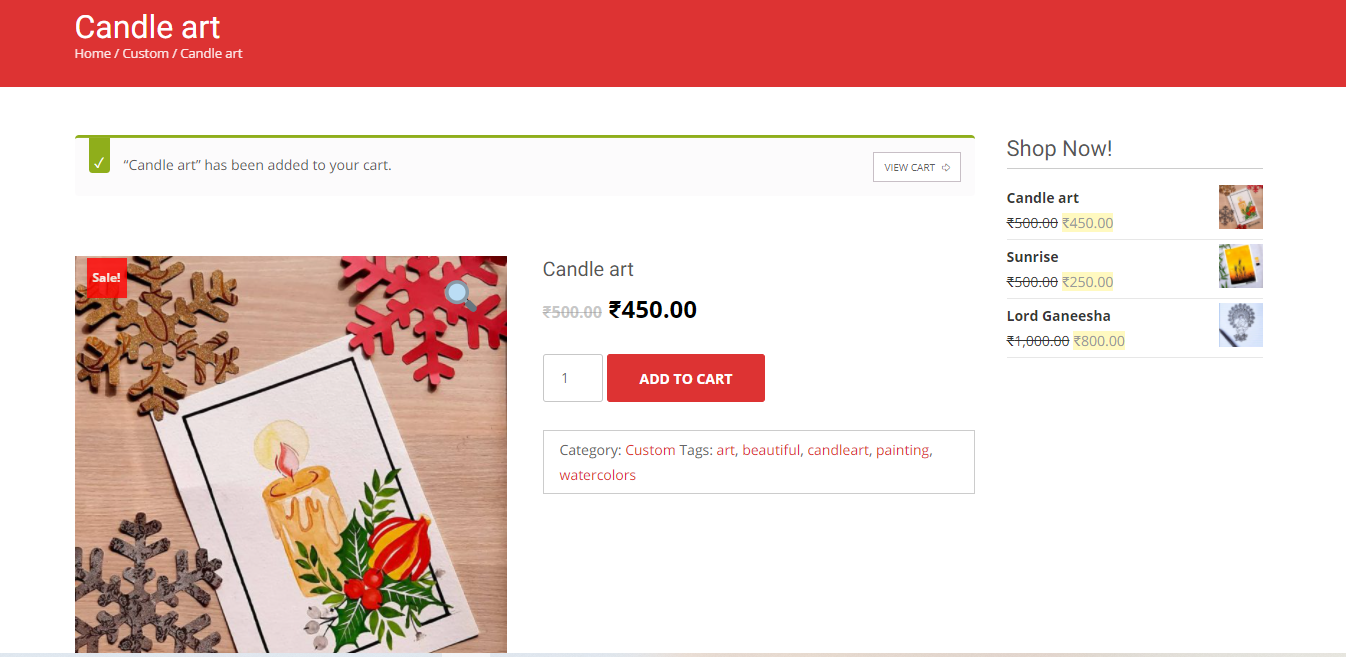 Candle art
Home / Custom / Candle art
✓ “Candle art” has been added to your cart.
VIEW CART ➩
Sale!
Candle art
₹500.00 ₹450.00
1
ADD TO CART
Category: Custom Tags: art, beautiful, candleart, painting,
watercolors
Shop Now!
Candle art
₹500.00 ₹450.00
Sunrise
₹500.00 ₹250.00
Lord Ganeesha
₹1,000.00 ₹800.00